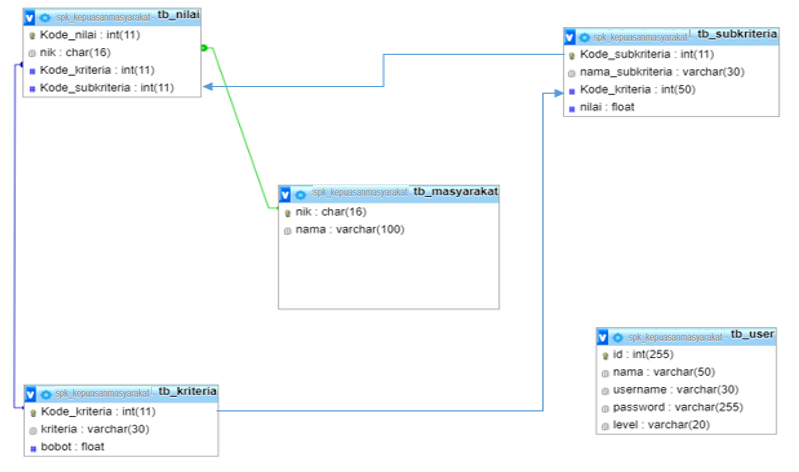 spk_kepuasanmasyarakat tb_nilai
Kode_nilai : int(11)
nik : char(16)
Kode_kriteria : int(11)
Kode_subkriteria : int(11)
spk_kepuasanmasyarakat tb_subkriteria
Kode_subkriteria : int(11)
nama_subkriteria : varchar(30)
Kode_kriteria : int(50)
nilai : float
spk_kepuasanmasyarakat tb_masyarakat
nik : char(16)
nama : varchar(100)
spk_kepuasanmasyarakat tb_user
id : int(255)
nama : varchar(50)
username : varchar(30)
password : varchar(255)
level : varchar(20)
spk_kepuasanmasyarakat tb_kriteria
Kode_kriteria : int(11)
kriteria : varchar(30)
bobot : float